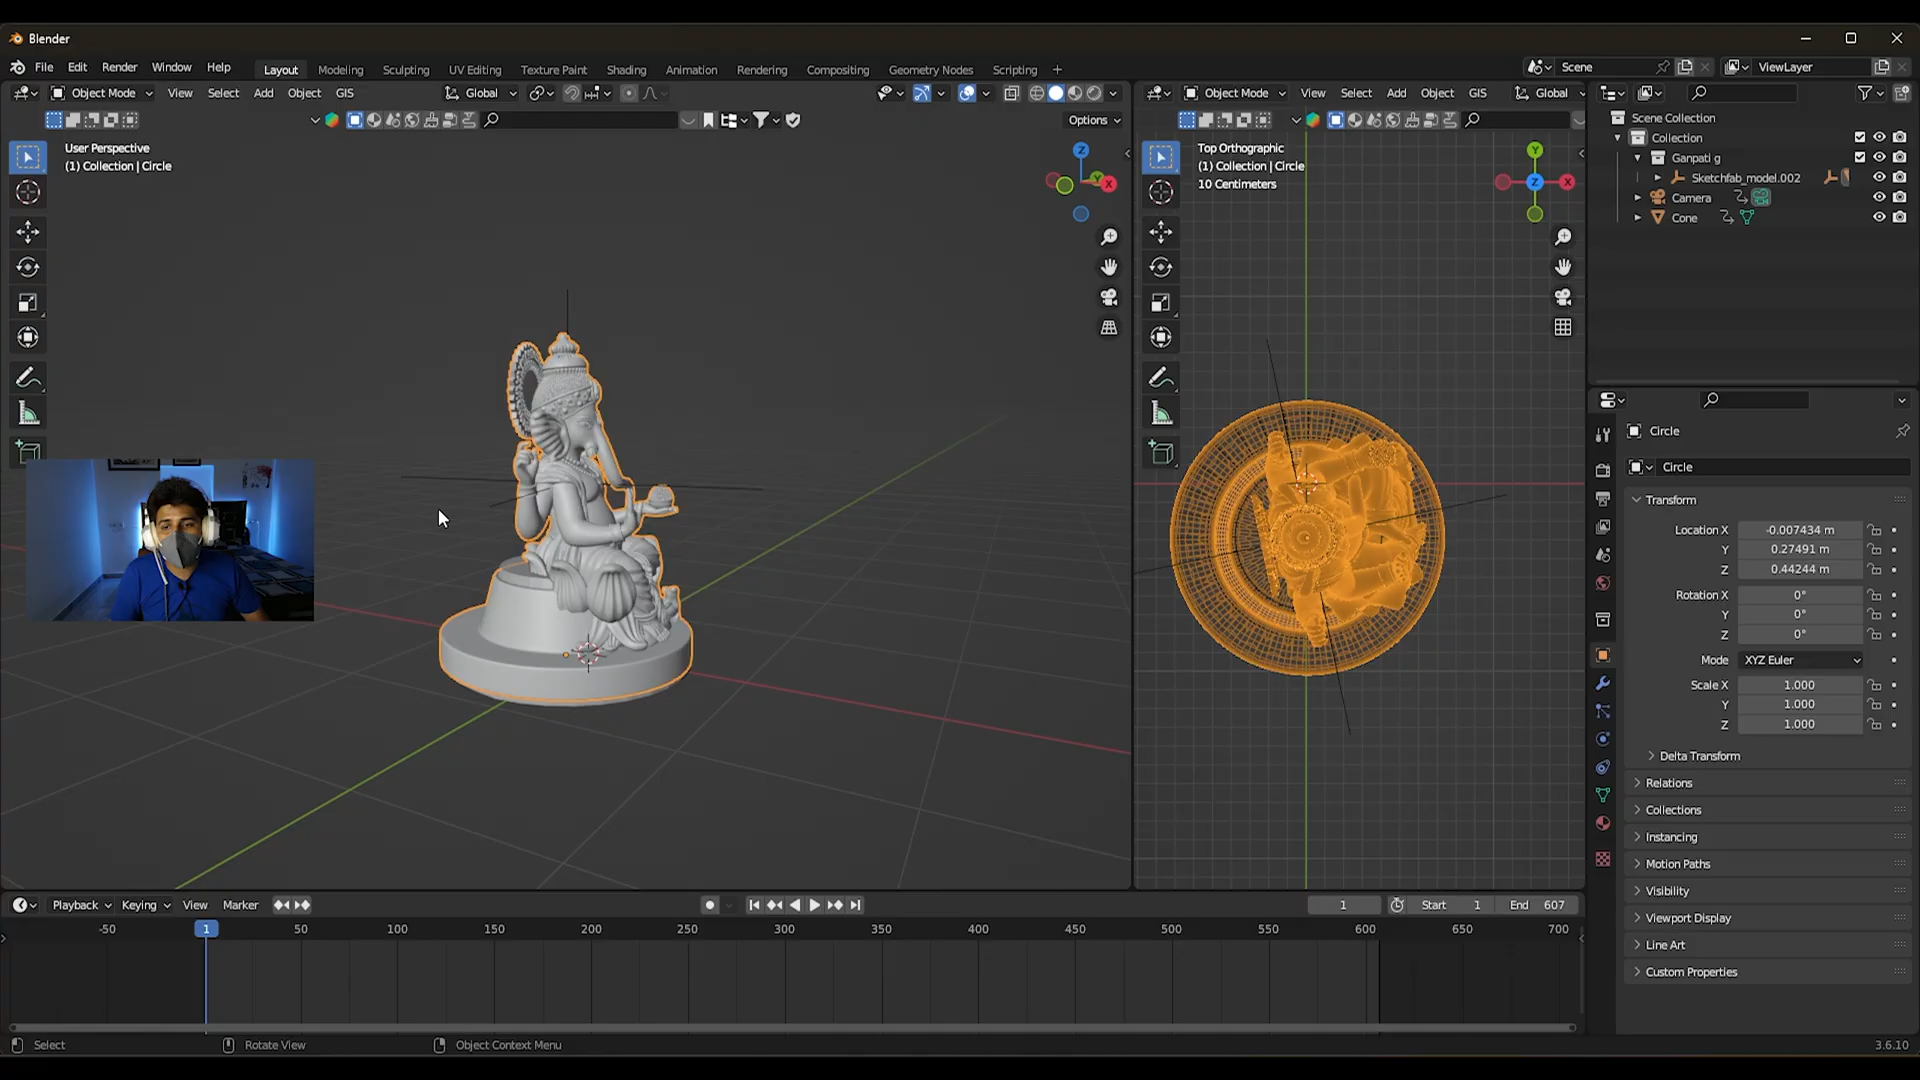 Blender
File Edit Render Window Help
Layout Modeling Sculpting UV Editing Texture Paint Shading Animation Rendering Compositing Geometry Nodes Scripting +
Scene
ViewLayer
Object Mode View Select Add Object GIS
Global
Options
User Perspective
(1) Collection | Circle
Z
Y
X
Object Mode View Select Add Object GIS
Global
Top Orthographic
(1) Collection | Circle
10 Centimeters
Y
Z
X
Scene Collection
Collection
Ganpati g
Sketchfab_model.002
Camera
Cone
Circle
Circle
Transform
Location X -0.007434 m
Y 0.27491 m
Z 0.44244 m
Rotation X 0°
Y 0°
Z 0°
Mode XYZ Euler
Scale X 1.000
Y 1.000
Z 1.000
Delta Transform
Relations
Collections
Instancing
Motion Paths
Visibility
Viewport Display
Line Art
Custom Properties
Playback Keying View Marker
1
Start 1
End 607
-50 1 50 100 150 200 250 300 350 400 450 500 550 600 650 700
Select
Rotate View
Object Context Menu
3.6.10